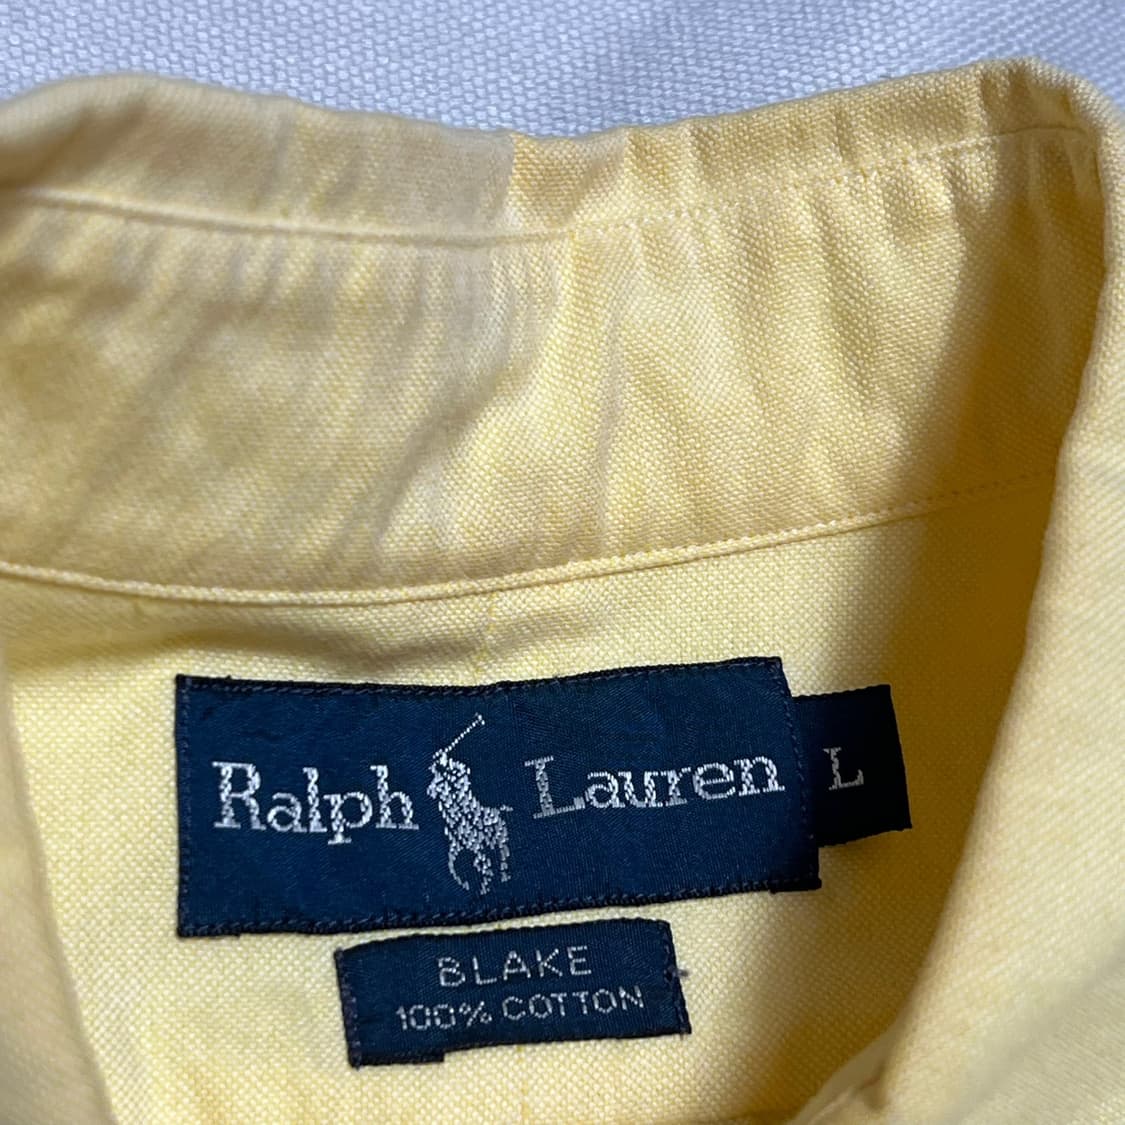 Ralph Lauren
L
BLAKE
100% COTTON